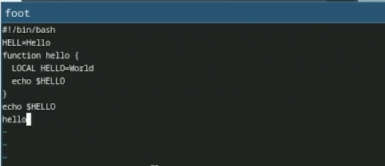 foot
#!/bin/bash
HELL=Hello
function hello {
  LOCAL HELLO=World
  echo $HELLO
}
echo $HELLO
hello
~
~
~